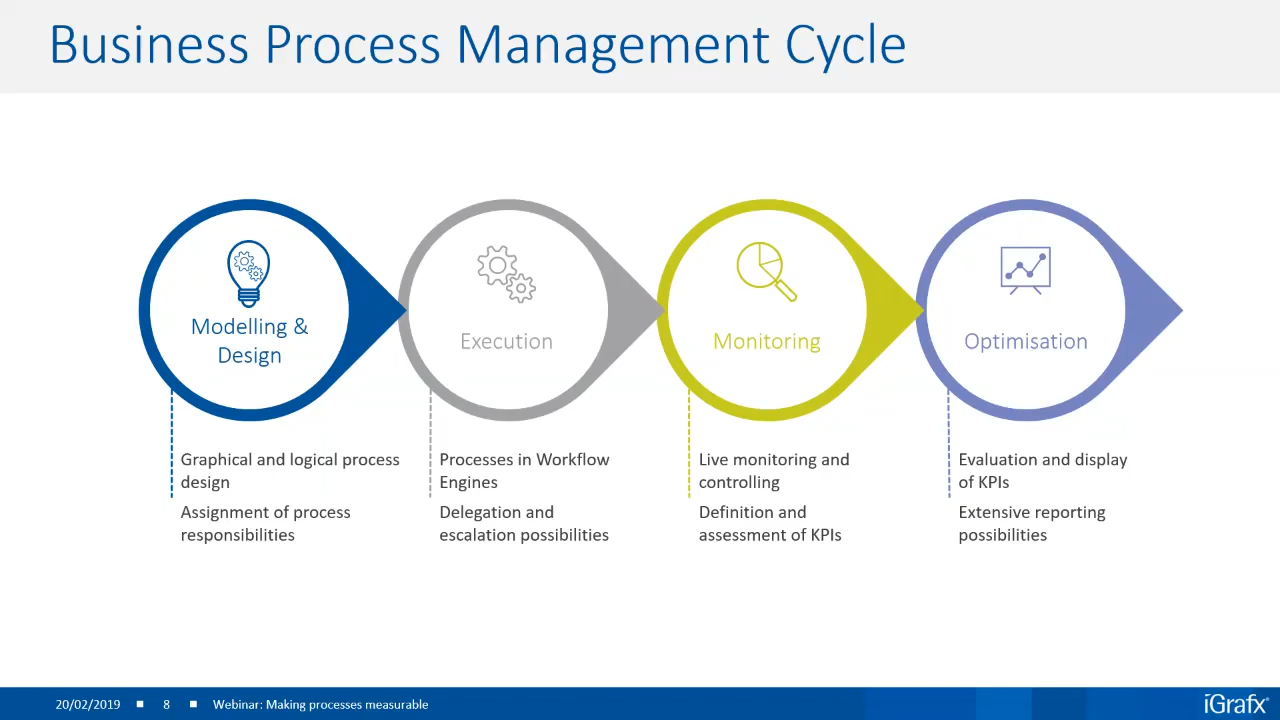 Business Process Management Cycle
Modelling &
Design
Execution
Monitoring
Optimisation
Graphical and logical process
design
Assignment of process
responsibilities
Processes in Workflow
Engines
Delegation and
escalation possibilities
Live monitoring and
controlling
Definition and
assessment of KPIs
Evaluation and display
of KPIs
Extensive reporting
possibilities
20/02/2019 ■ 8 ■ Webinar: Making processes measurable
iGrafx®